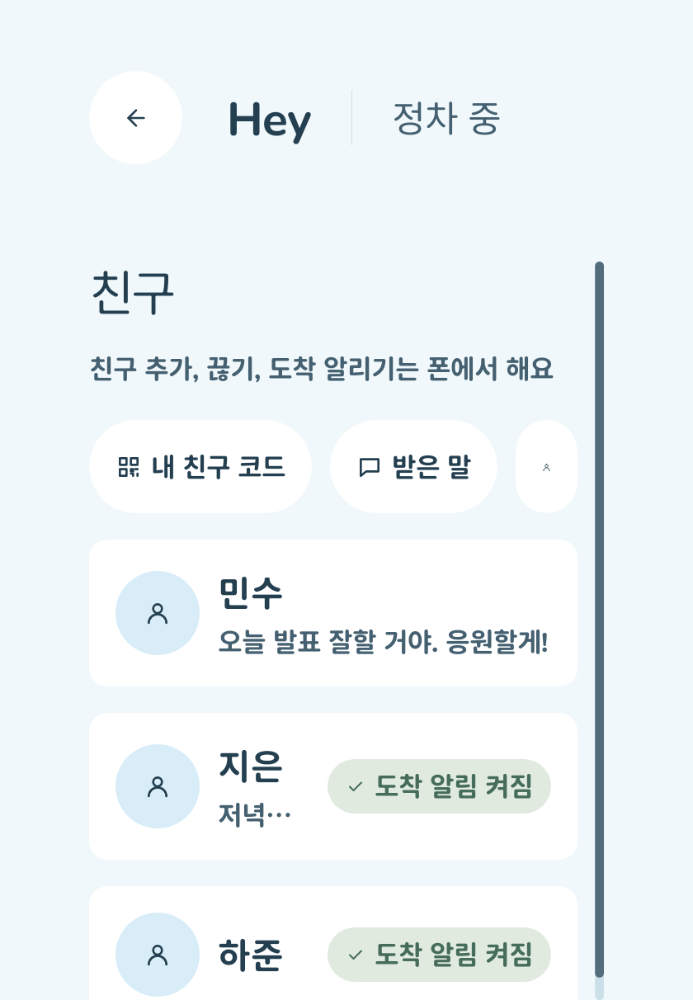 Hey 정차 중
친구
친구 추가, 끊기, 도착 알리기는 폰에서 해요
내 친구 코드 받은 말
민수
오늘 발표 잘할 거야. 응원할게!
지은 도착 알림 켜짐
저녁…
하준 도착 알림 켜짐